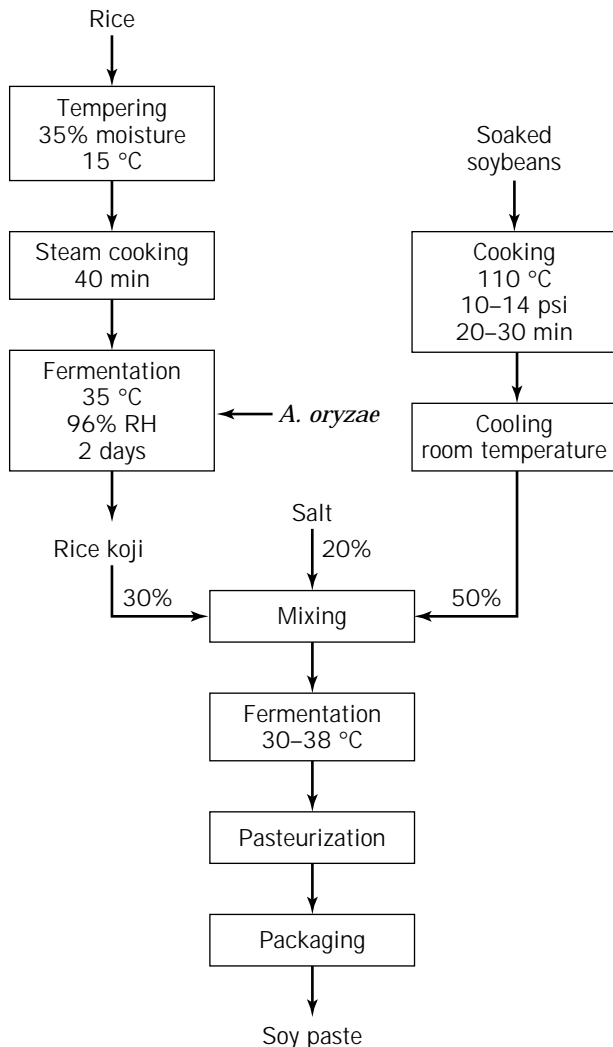 Rice
Tempering
35% moisture
15 °C
Steam cooking
40 min
Fermentation
35 °C
96% RH
2 days
A. oryzae
Rice koji
30%
Soaked
soybeans
Cooking
110 °C
10–14 psi
20–30 min
Cooling
room temperature
50%
Salt
20%
Mixing
Fermentation
30–38 °C
Pasteurization
Packaging
Soy paste